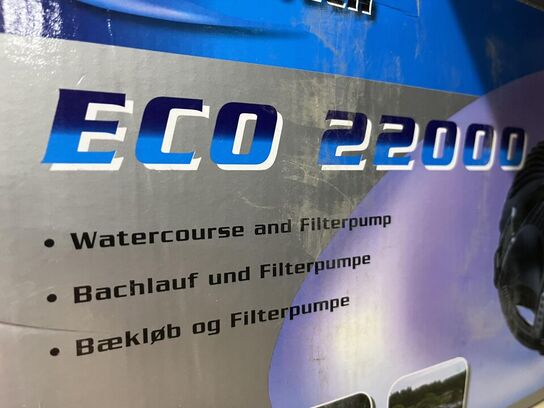 ECO 22000
• Watercourse and Filterpump
• Bachlauf und Filterpumpe
• Bækløb og Filterpumpe